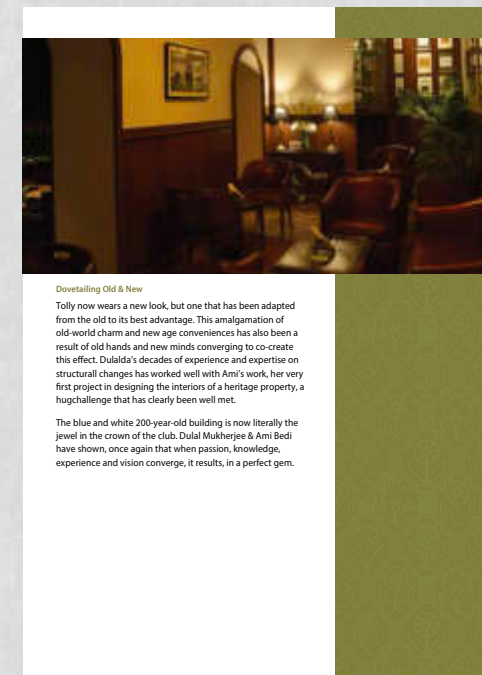 Dovetailing Old & New
Tolly now wears a new look, but one that has been adapted
from the old to its best advantage. This amalgamation of
old-world charm and new age conveniences has also been a
result of old hands and new minds converging to co-create
this effect. Dulalda's decades of experience and expertise on
structurall changes has worked well with Ami's work, her very
first project in designing the interiors of a heritage property, a
hugchallenge that has clearly been well met.
The blue and white 200-year-old building is now literally the
jewel in the crown of the club. Dulal Mukherjee & Ami Bedi
have shown, once again that when passion, knowledge,
experience and vision converge, it results, in a perfect gem.